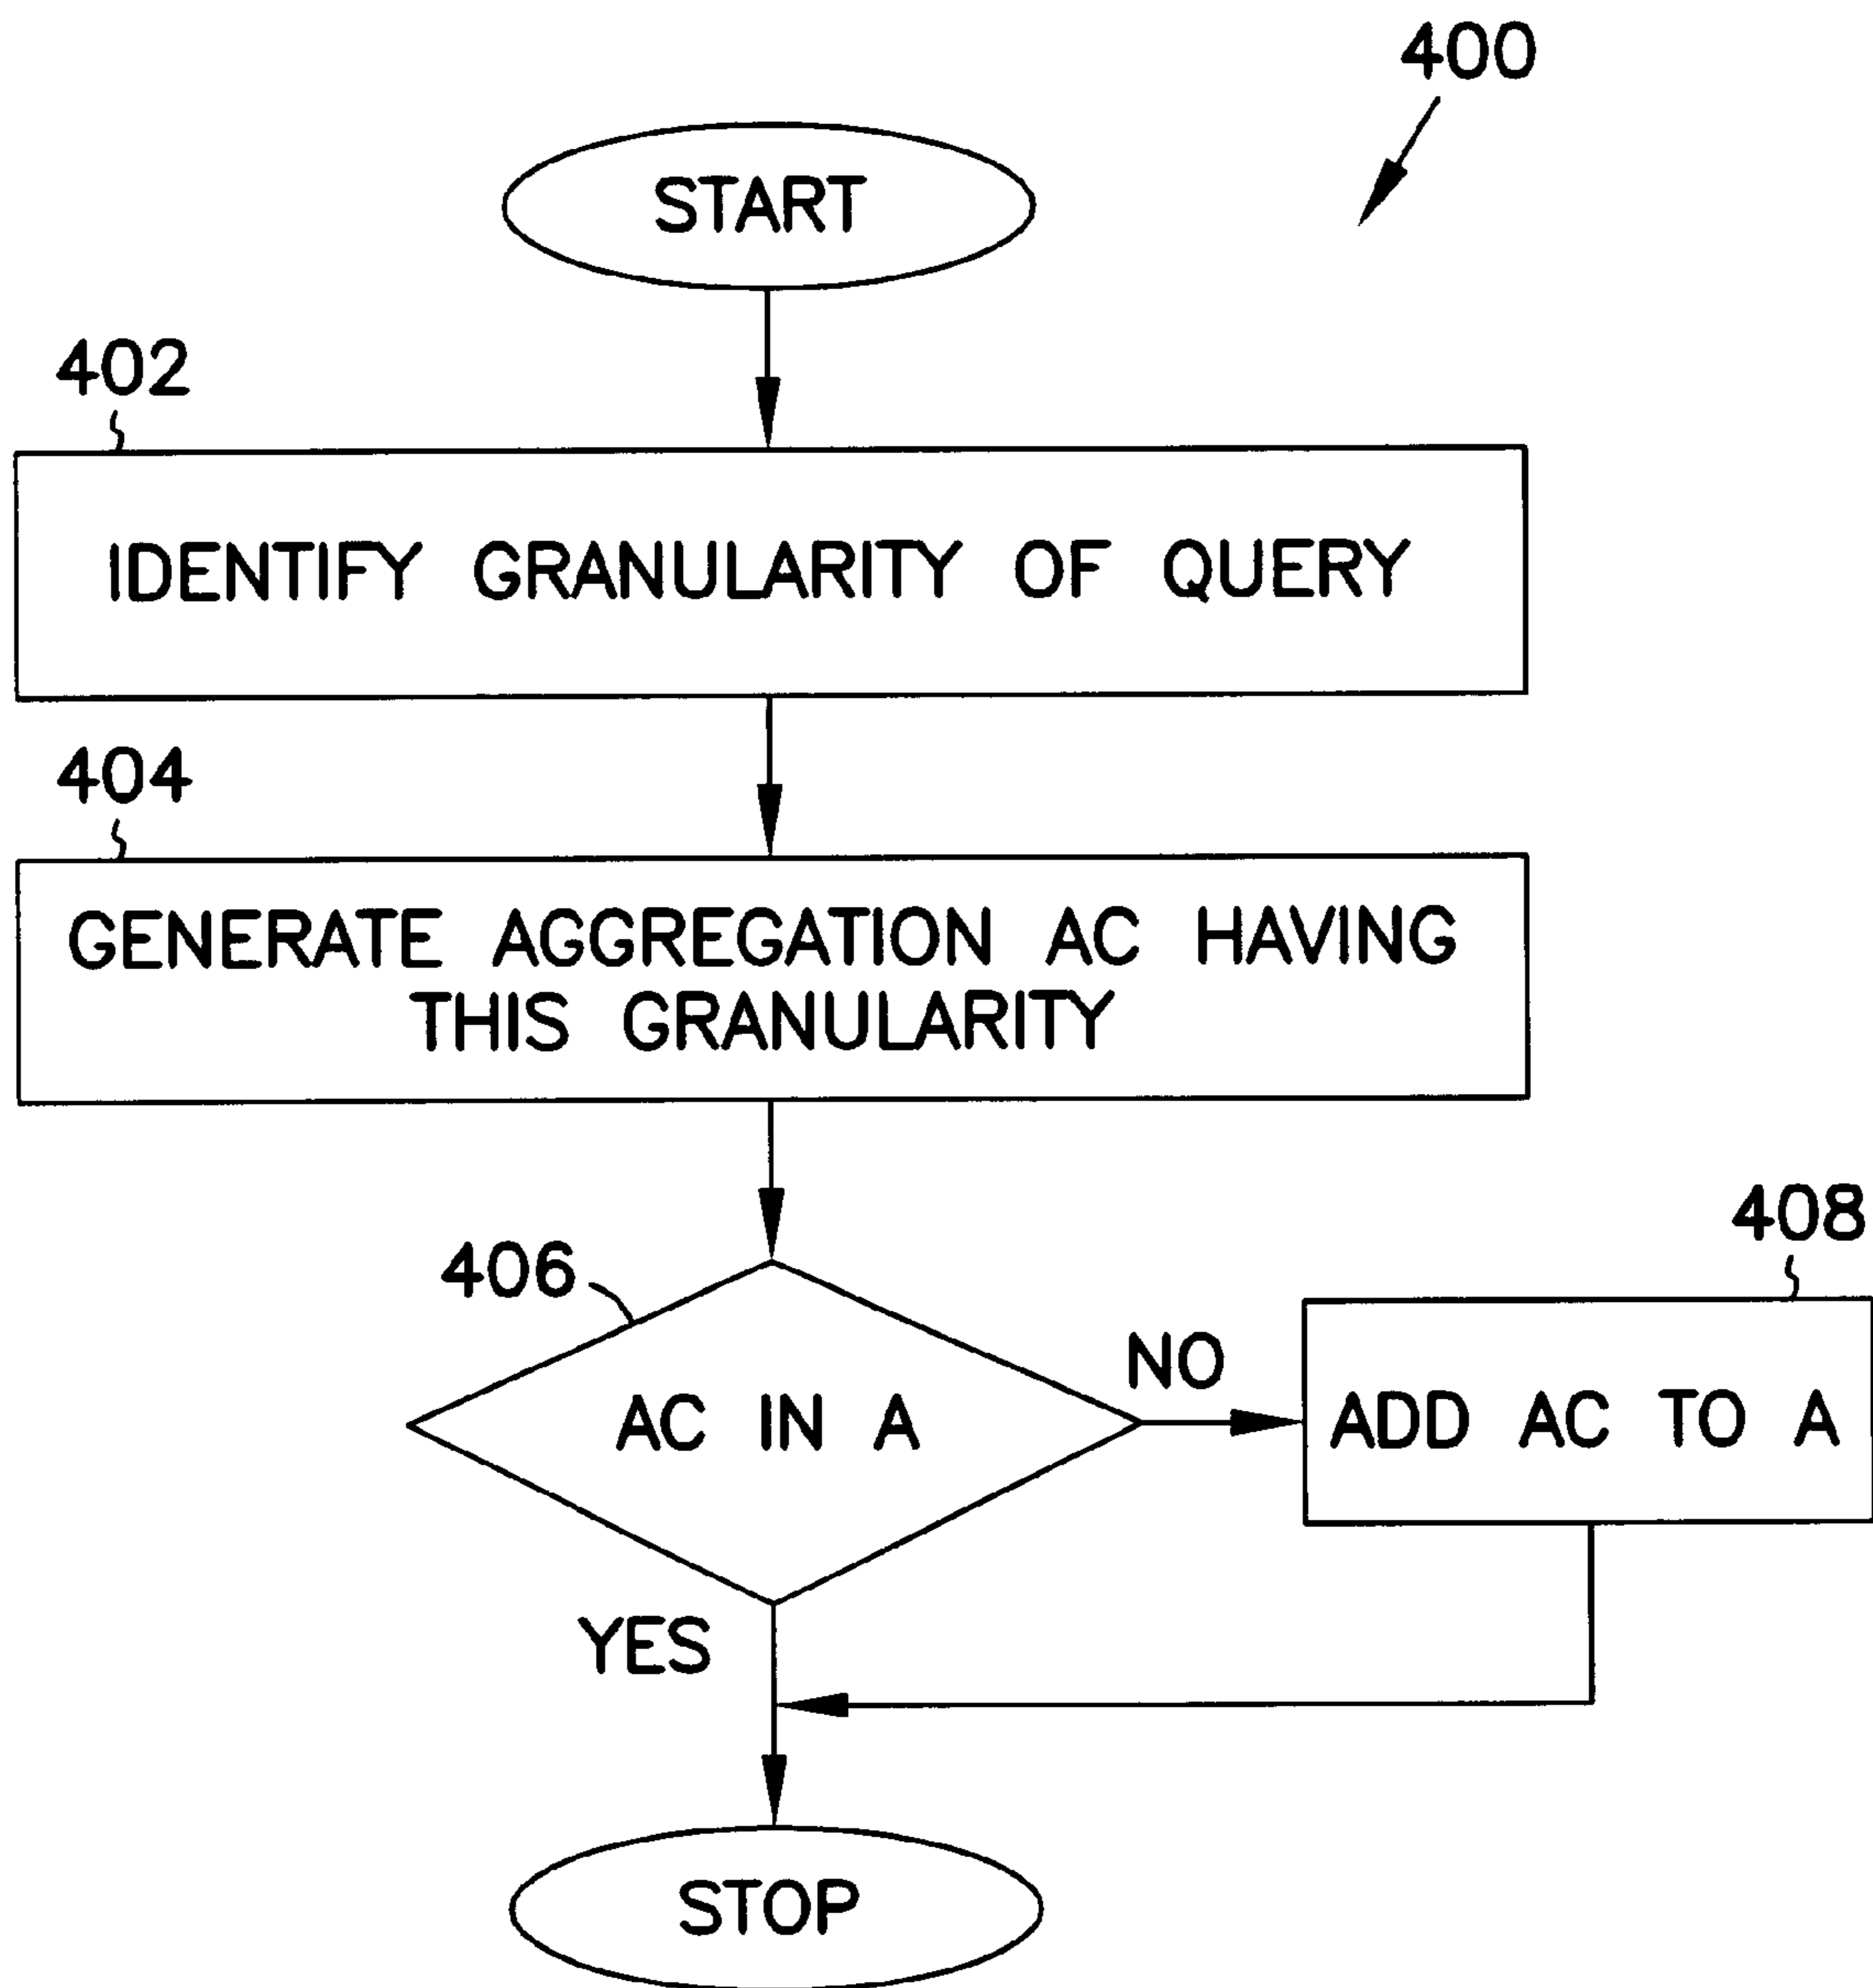 400
START
402
IDENTIFY GRANULARITY OF QUERY
404
GENERATE AGGREGATION AC HAVING
THIS GRANULARITY
406
AC IN A
NO
408
ADD AC TO A
YES
STOP